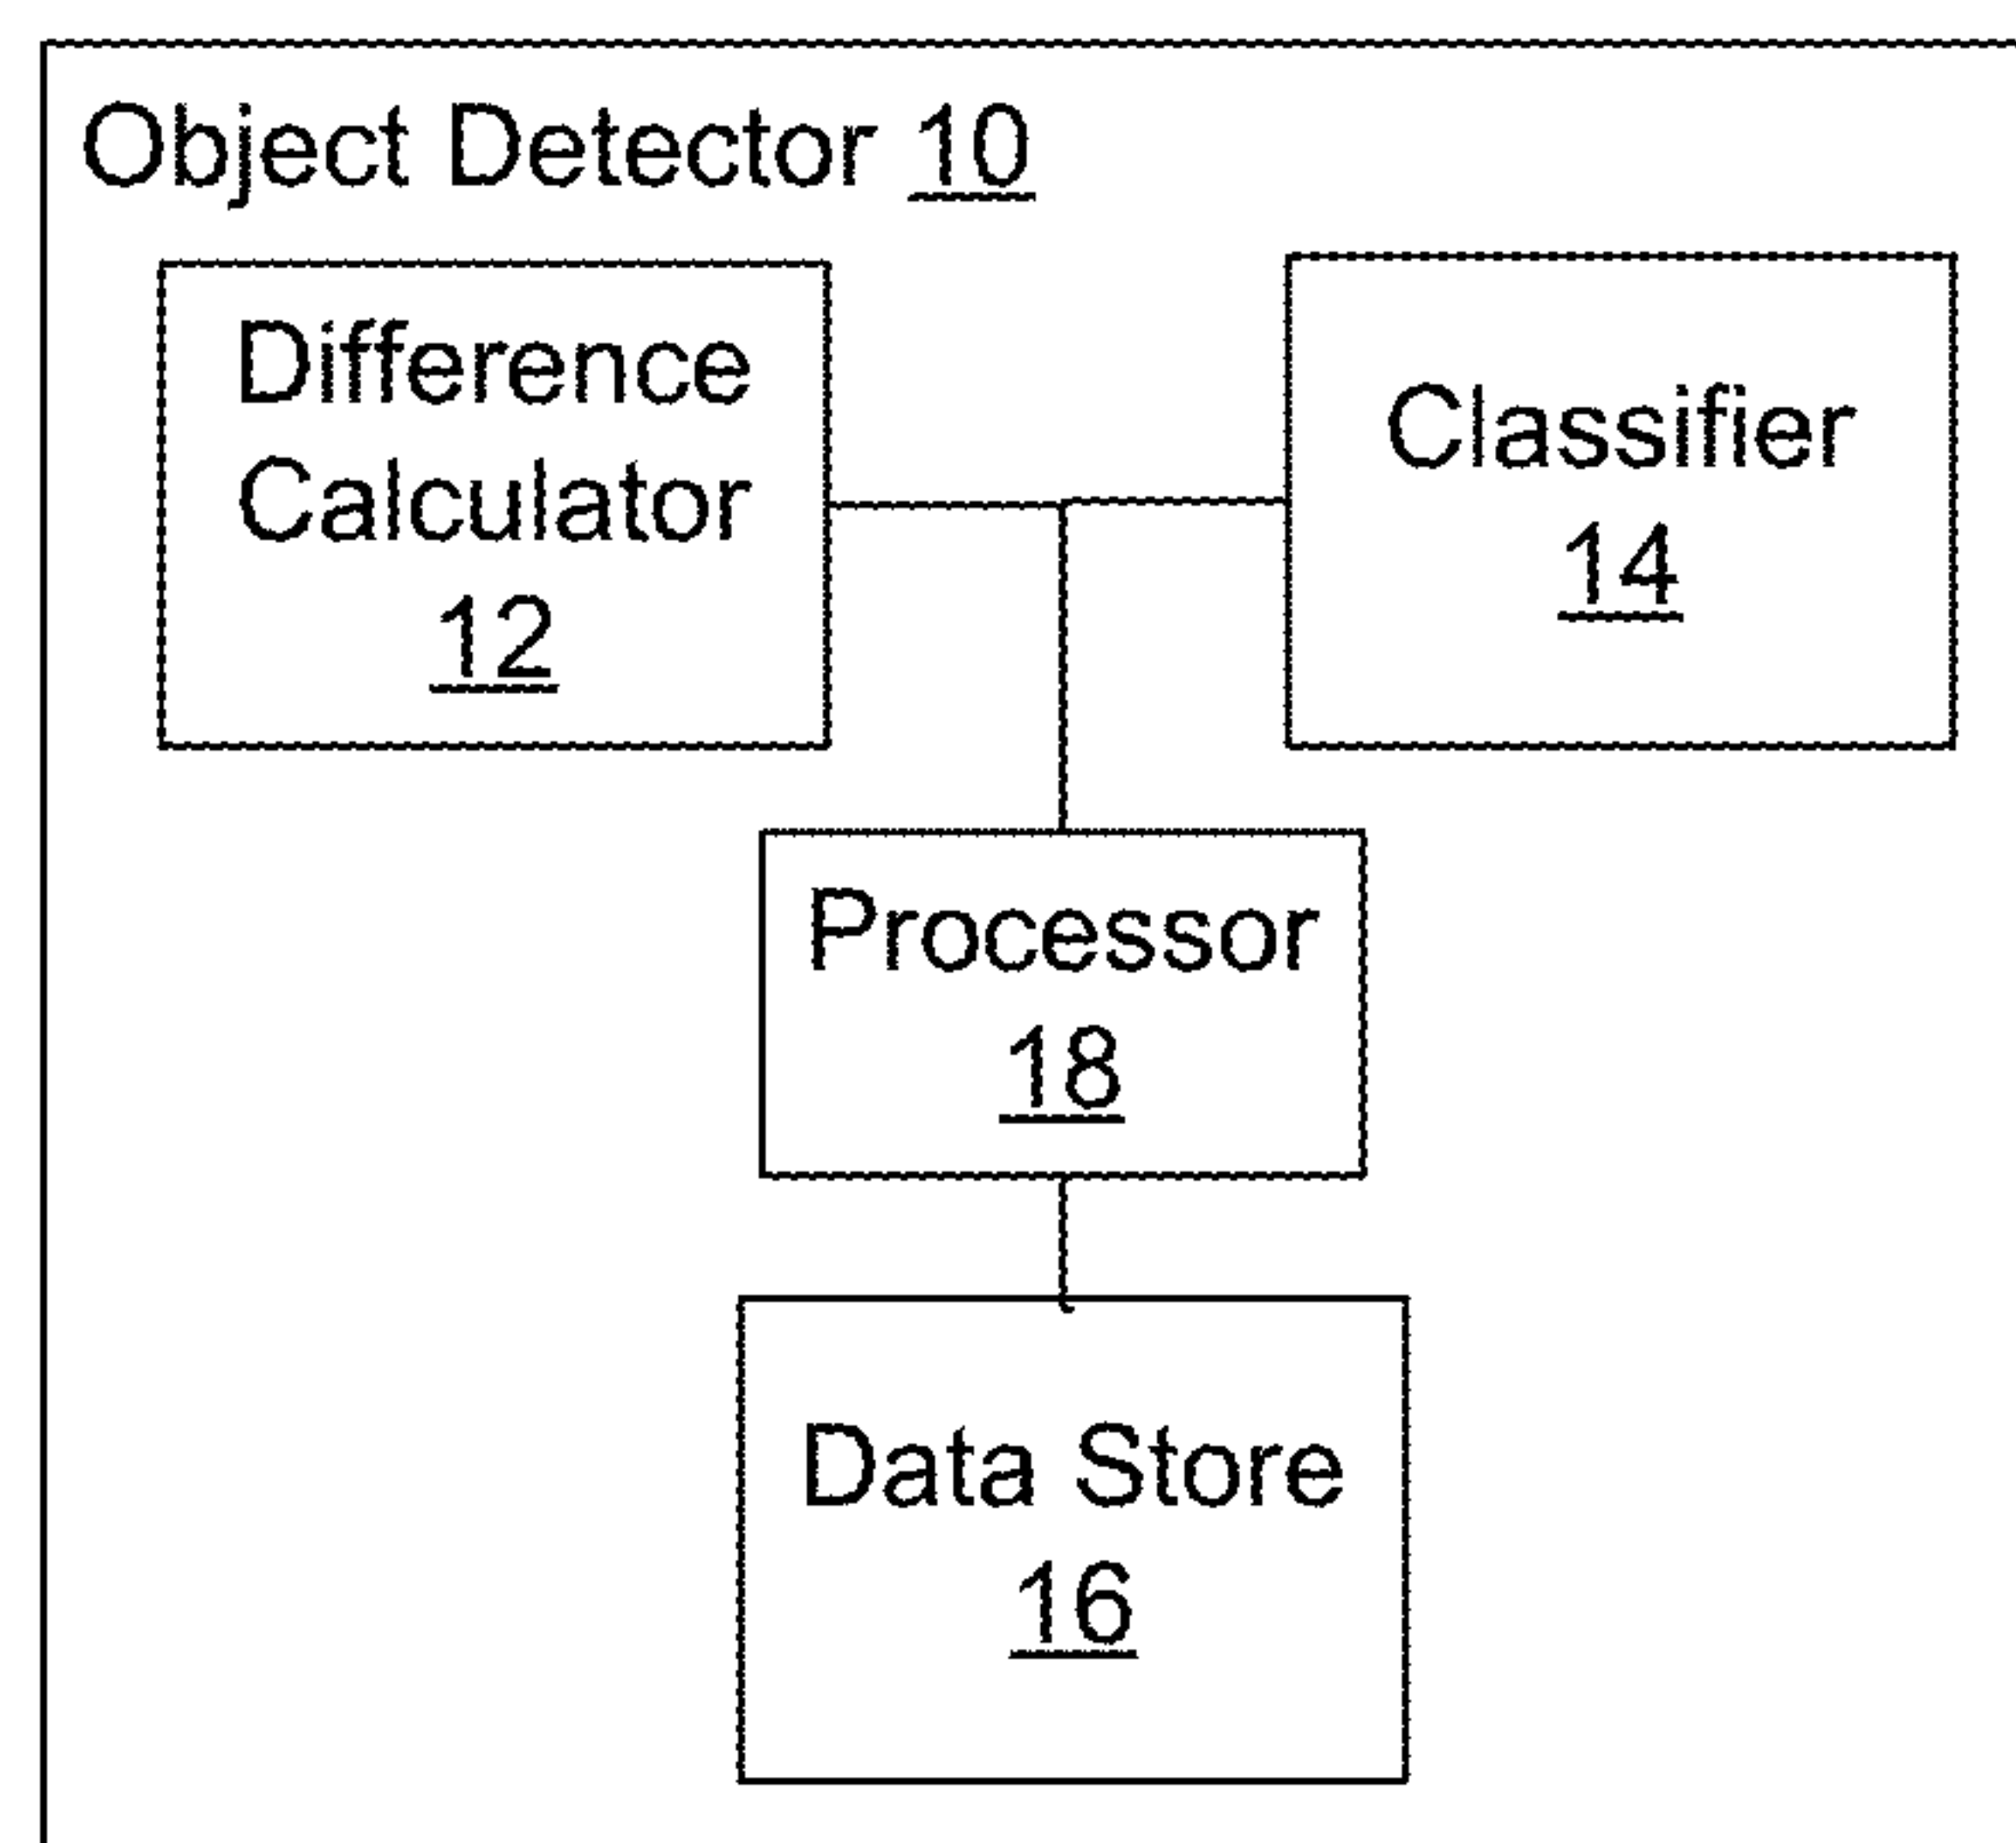 Object Detector 10
Difference
Calculator
12
Classifier
14
Processor
18
Data Store
16